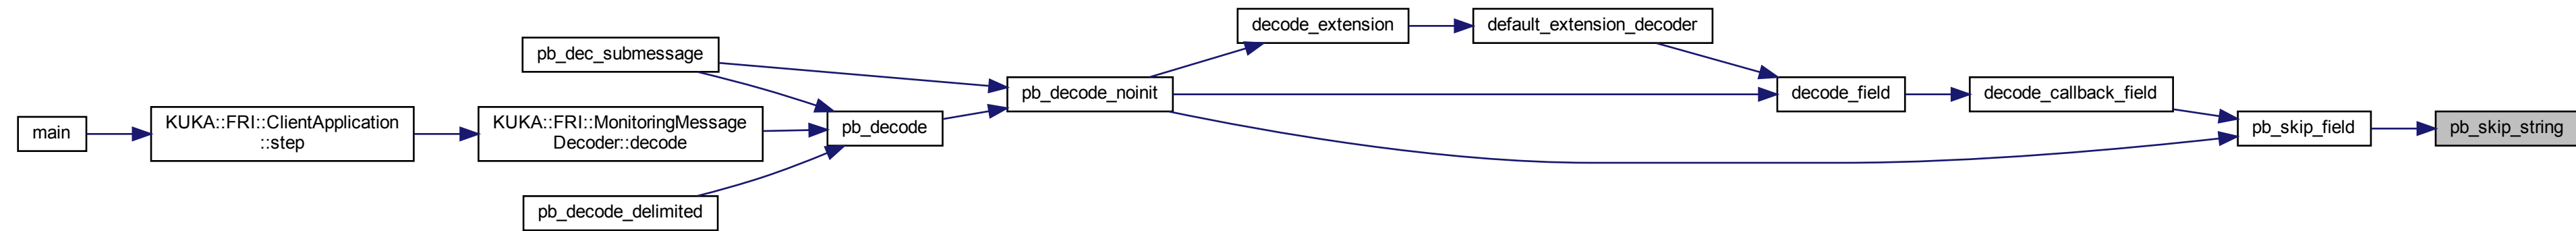 main
KUKA::FRI::ClientApplication
::step
pb_dec_submessage
KUKA::FRI::MonitoringMessage
Decoder::decode
pb_decode_delimited
pb_decode
pb_decode_noinit
decode_extension
default_extension_decoder
decode_field
decode_callback_field
pb_skip_field
pb_skip_string